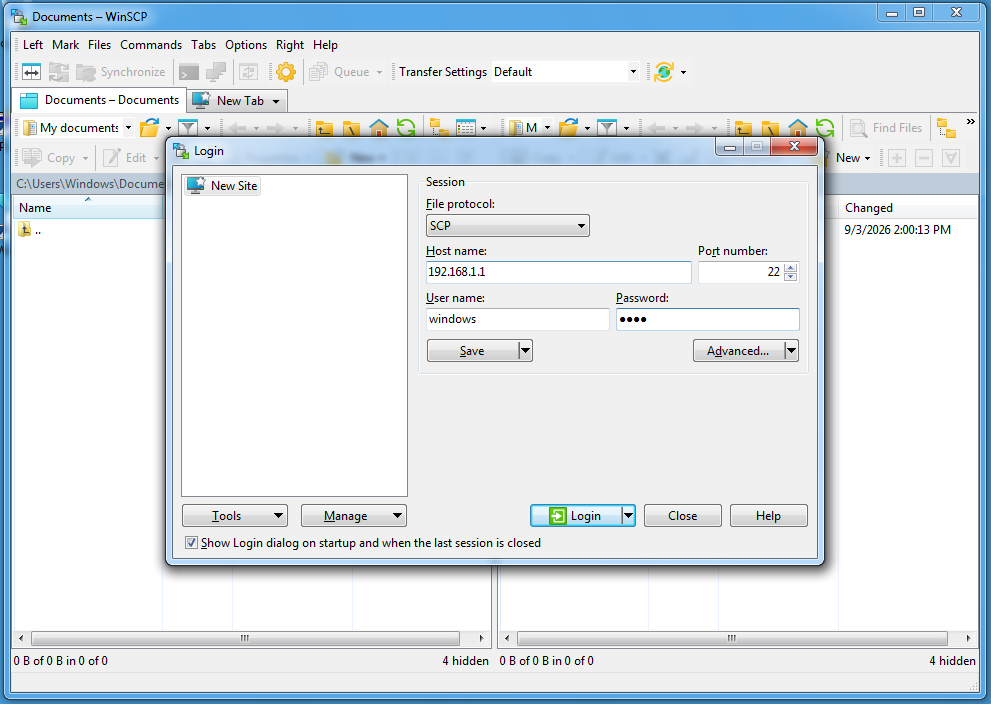 Documents – WinSCP
Left Mark Files Commands Tabs Options Right Help
Synchronize Queue Transfer Settings Default
Documents – Documents New Tab
My documents M Find Files
Copy Edit New
C:\Users\Windows\Docume
Name Changed
.. 9/3/2026 2:00:13 PM
Login
New Site
Session
File protocol:
SCP
Host name: Port number:
192.168.1.1 22
User name: Password:
windows ●●●●
Save Advanced...
Tools Manage Login Close Help
Show Login dialog on startup and when the last session is closed
0 B of 0 B in 0 of 0 4 hidden 0 B of 0 B in 0 of 0 4 hidden